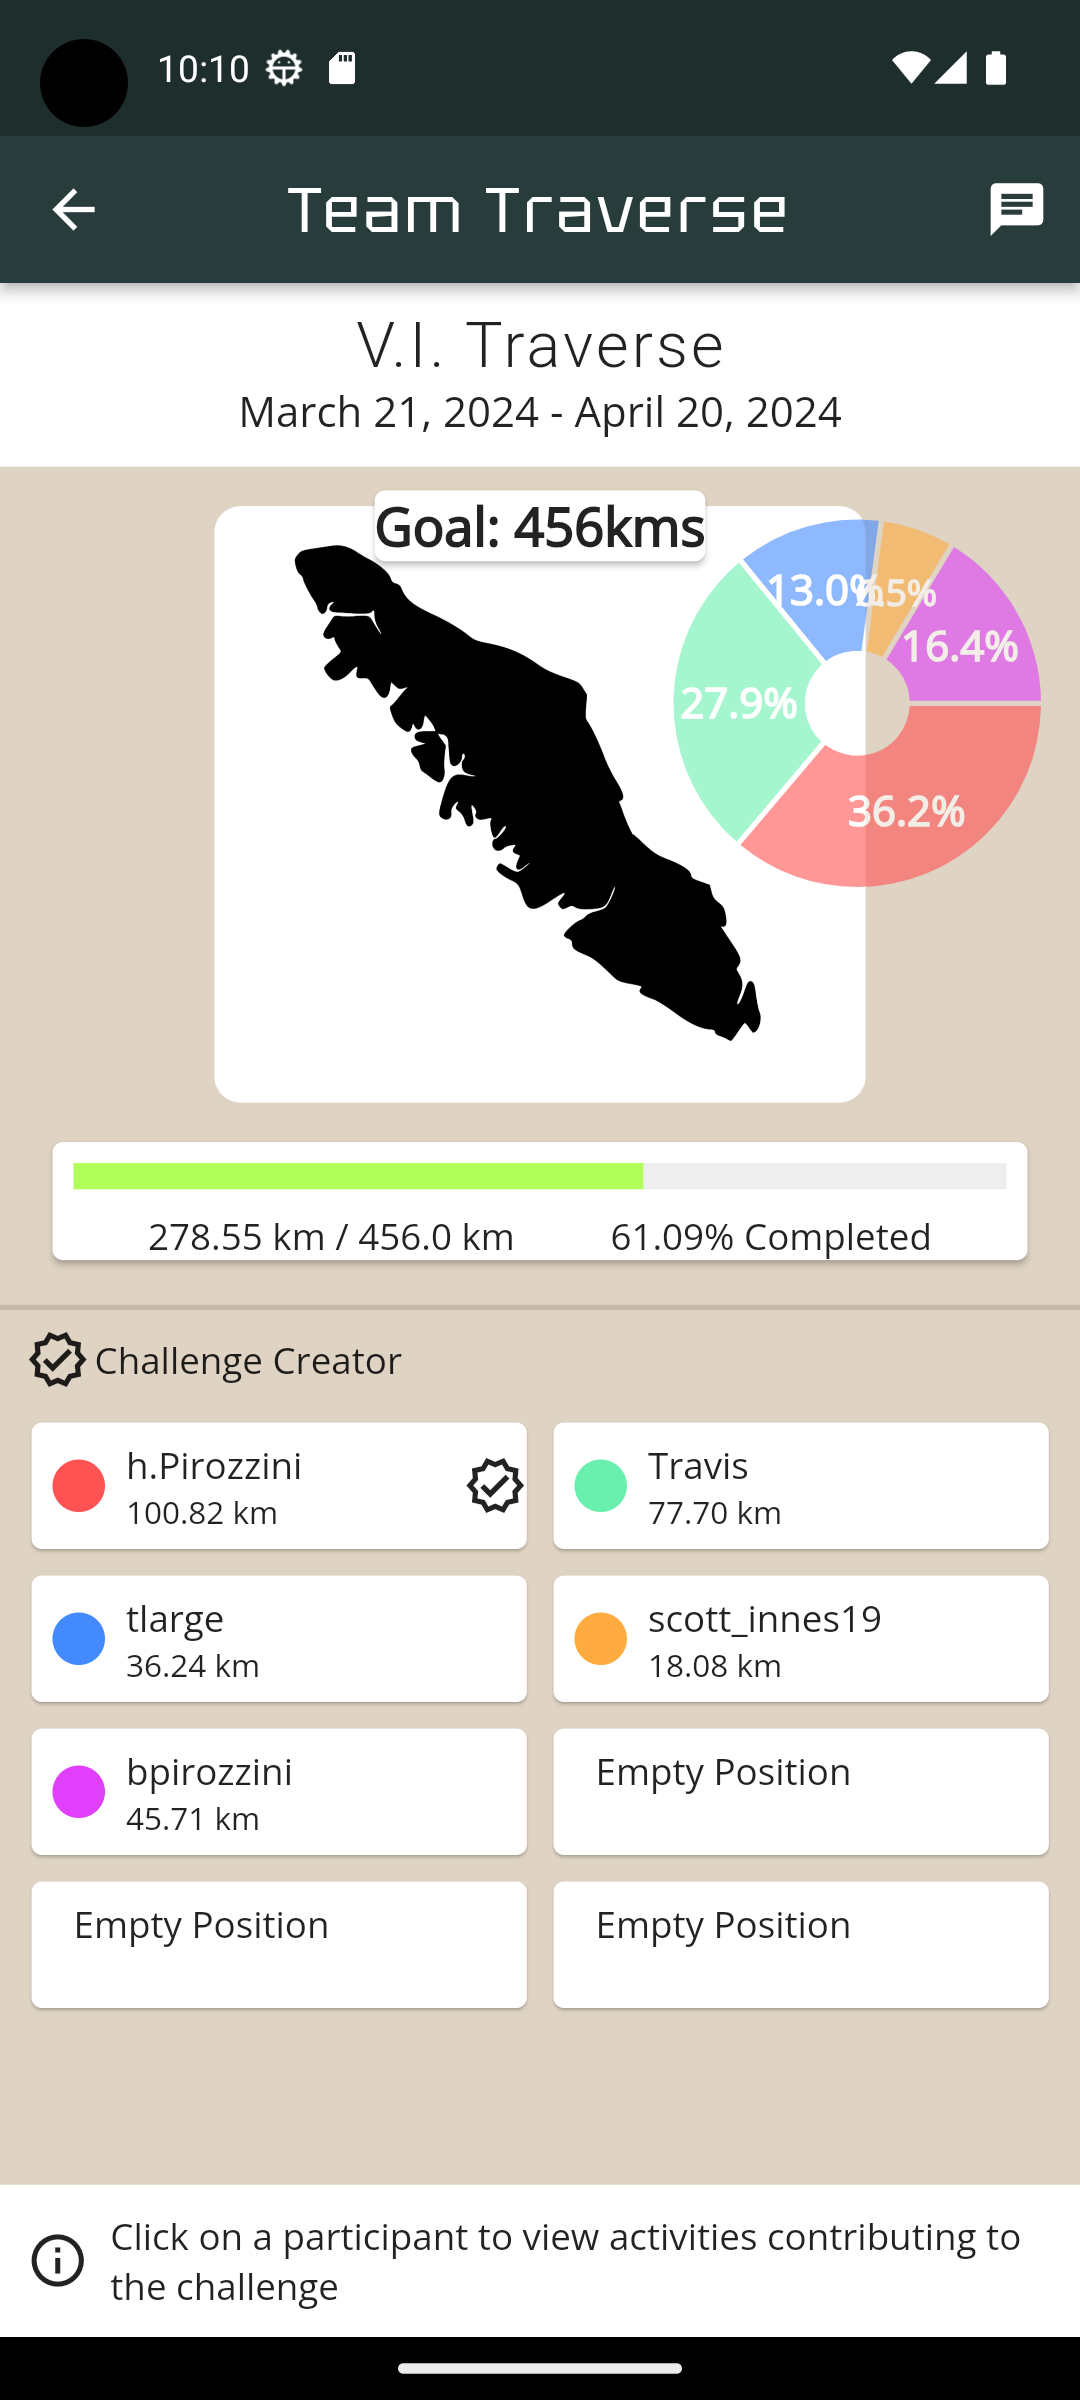 10:10
Team Traverse
V.I. Traverse
March 21, 2024 - April 20, 2024
Goal: 456kms
13.0%
6.5%
16.4%
27.9%
36.2%
278.55 km / 456.0 km
61.09% Completed
Challenge Creator
h.Pirozzini
100.82 km
Travis
77.70 km
tlarge
36.24 km
scott_innes19
18.08 km
bpirozzini
45.71 km
Empty Position
Empty Position
Empty Position
Click on a participant to view activities contributing to
the challenge